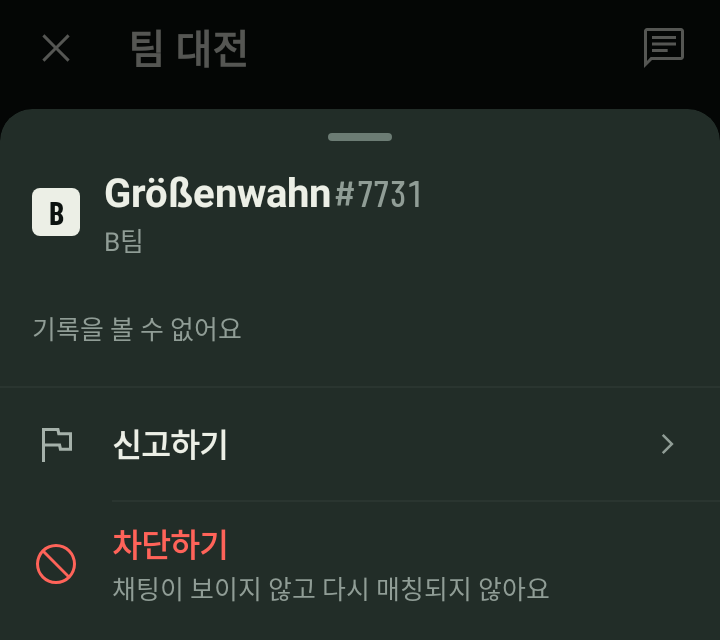 팀 대전
B
Größenwahn#7731
B팀
기록을 볼 수 없어요
신고하기
차단하기
채팅이 보이지 않고 다시 매칭되지 않아요